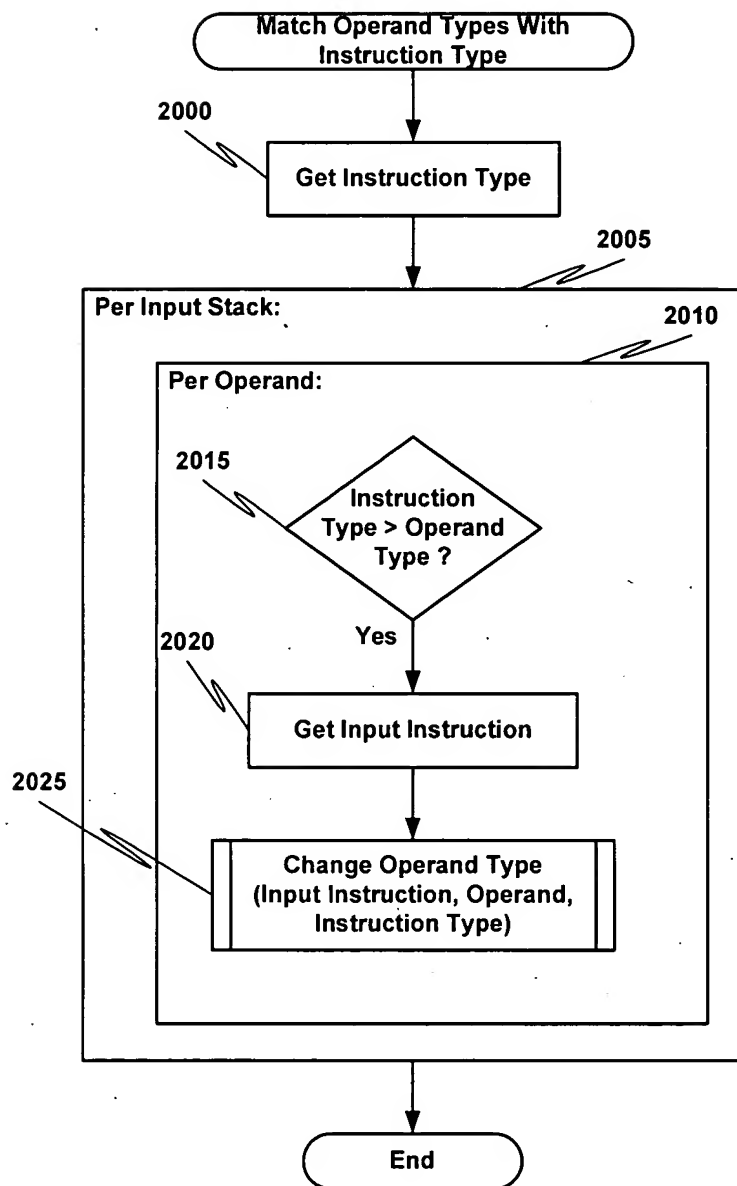 Match Operand Types With
Instruction Type
2000
Get Instruction Type
2005
Per Input Stack:
2010
Per Operand:
2015
Instruction
Type > Operand
Type ?
Yes
2020
Get Input Instruction
2025
Change Operand Type
(Input Instruction, Operand,
Instruction Type)
End